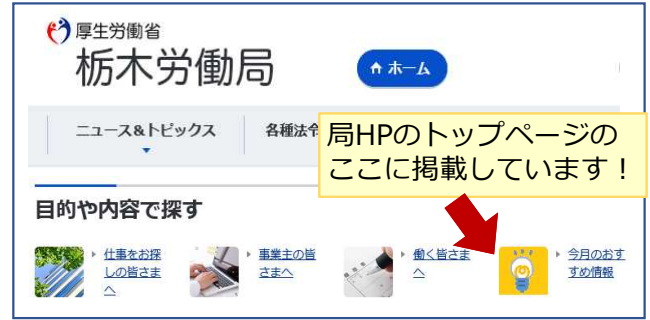 厚生労働省
栃木労働局
ホーム
ニュース&トピックス
各種法令
局HPのトップページの
ここに掲載しています！
目的や内容で探す
仕事をお探
しの皆さま
へ
事業主の皆
さまへ
働く皆さま
へ
今月のおす
すめ情報